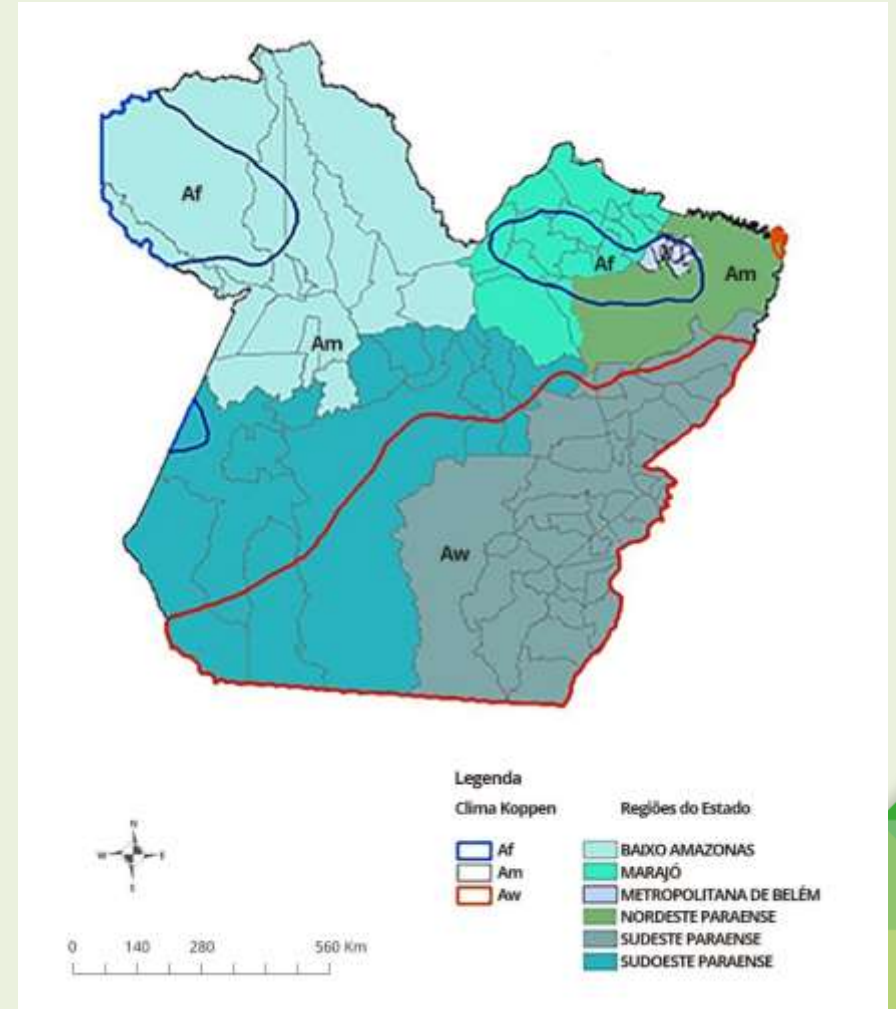 Af
Af
Am
Am
Aw
Legenda
Clima Koppen
Regiões do Estado
Af
Am
Aw
BAIXO AMAZONAS
MARAJÓ
METROPOLITANA DE BELÉM
NORDESTE PARAENSE
SUDESTE PARAENSE
SUDOESTE PARAENSE
N
W
E
0 140 280 560 Km